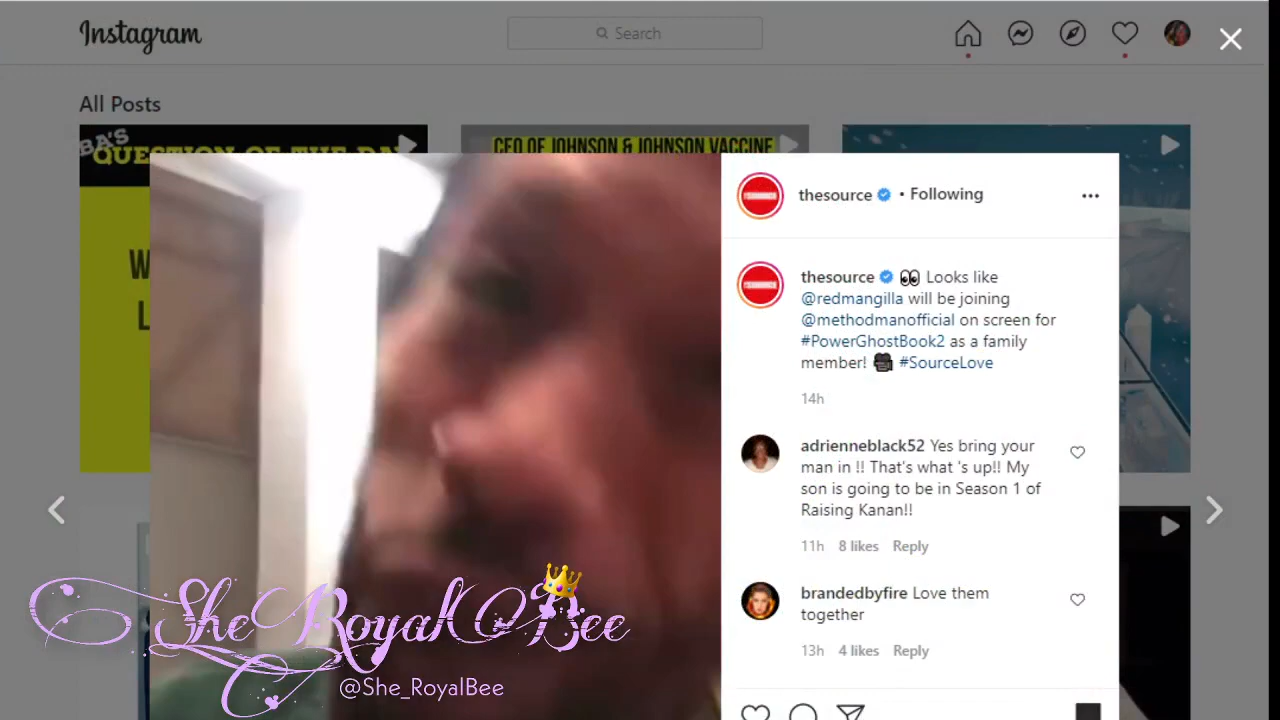 Instagram
Search
All Posts
BA'S
QUESTION OF THE DA
CEO OF JOHNSON & JOHNSON VACCINE
W
L
thesource • Following
thesource 👀 Looks like
@redmangilla will be joining
@methodmanofficial on screen for
#PowerGhostBook2 as a family
member! 🎥 #SourceLove
14h
adrienneblack52 Yes bring your
man in !! That's what 's up!! My
son is going to be in Season 1 of
Raising Kanan!!
11h 8 likes Reply
brandedbyfire Love them
together
13h 4 likes Reply
SheRoyalBee
@She_RoyalBee